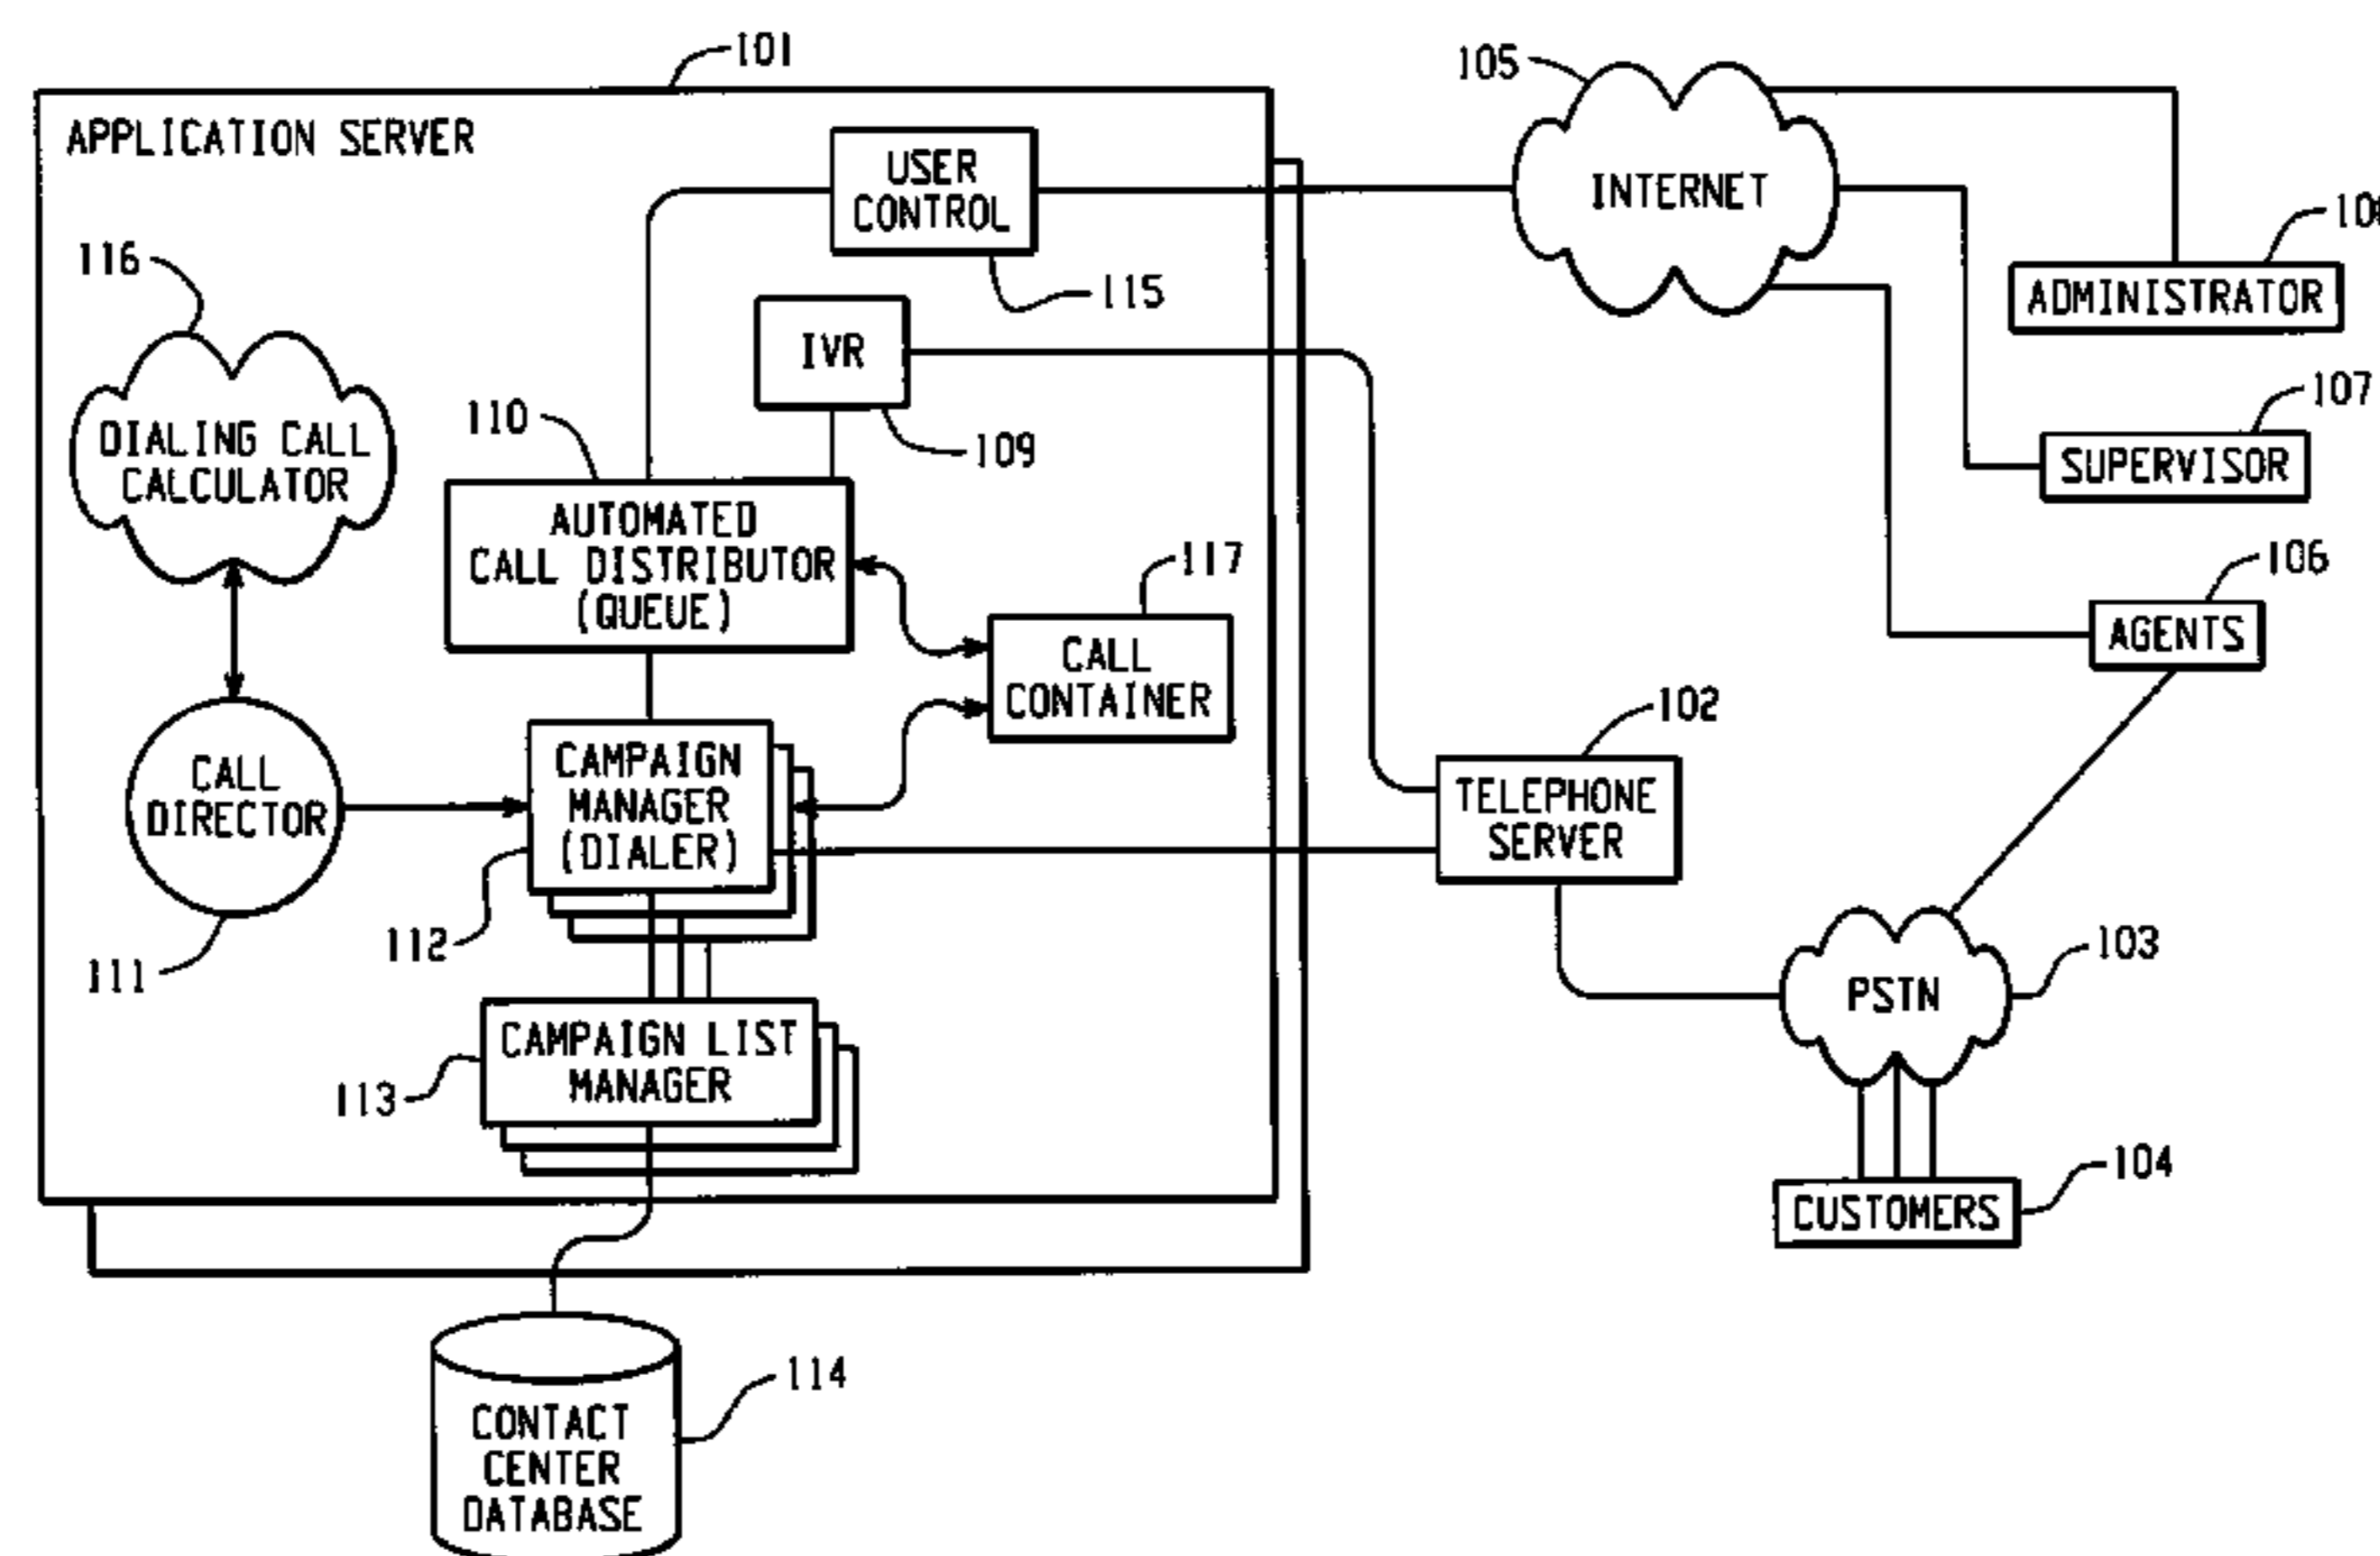 101
105
APPLICATION SERVER
USER
CONTROL
INTERNET
116
115
ADMINISTRATOR
IVR
107
110
109
DIALING CALL
CALCULATOR
SUPERVISOR
AUTOMATED
CALL DISTRIBUTOR
(QUEUE)
117
106
CALL
CONTAINER
AGENTS
102
CALL
DIRECTOR
CAMPAIGN
MANAGER
(DIALER)
TELEPHONE
SERVER
112
111
103
PSTN
CAMPAIGN LIST
MANAGER
113
104
CUSTOMERS
114
CONTACT
CENTER
DATABASE